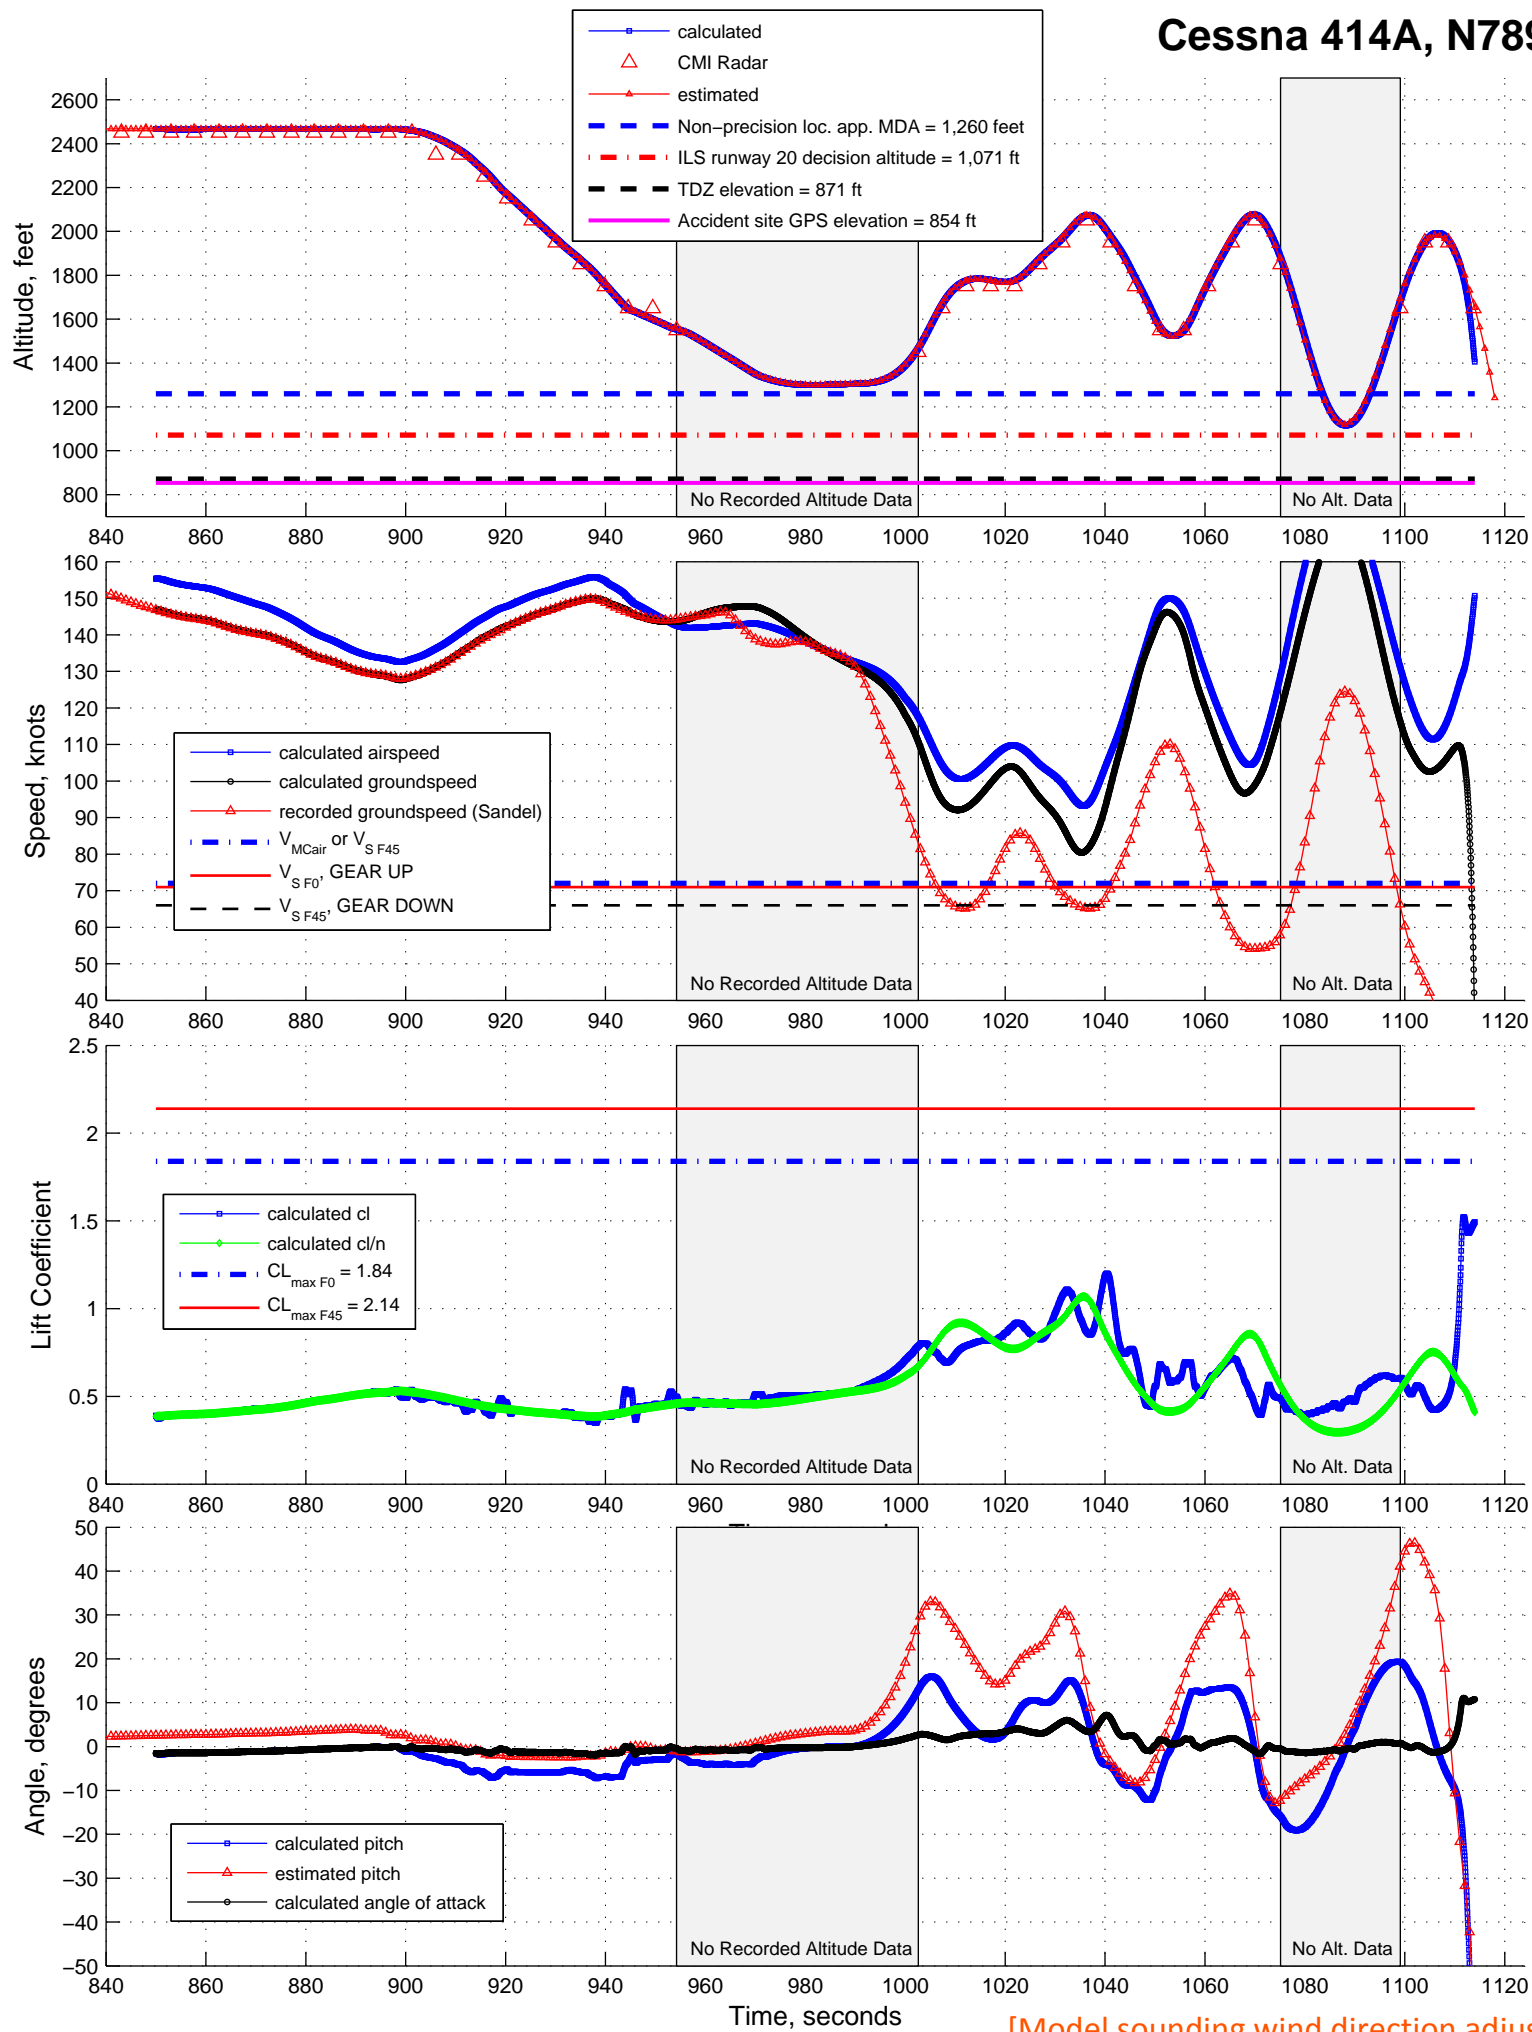 Cessna 414A, N789
calculated
CMI Radar
estimated
Non−precision loc. app. MDA = 1,260 feet
ILS runway 20 decision altitude = 1,071 ft
TDZ elevation = 871 ft
Accident site GPS elevation = 854 ft
2600
2400
2200
2000
1800
1600
1400
1200
1000
800
Altitude, feet
No Recorded Altitude Data
No Alt. Data
840 860 880 900 920 940 960 980 1000 1020 1040 1060 1080 1100 1120
160
150
140
130
120
110
100
90
80
70
60
50
40
Speed, knots
calculated airspeed
calculated groundspeed
recorded groundspeed (Sandel)
V MCair or V S F45
V S F0, GEAR UP
V S F45, GEAR DOWN
No Recorded Altitude Data
No Alt. Data
840 860 880 900 920 940 960 980 1000 1020 1040 1060 1080 1100 1120
2.5
2
1.5
1
0.5
0
Lift Coefficient
calculated cl
calculated cl/n
CL max F0 = 1.84
CL max F45 = 2.14
No Recorded Altitude Data
No Alt. Data
840 860 880 900 920 940 960 980 1000 1020 1040 1060 1080 1100 1120
50
40
30
20
10
0
−10
−20
−30
−40
−50
Angle, degrees
calculated pitch
estimated pitch
calculated angle of attack
No Recorded Altitude Data
No Alt. Data
840 860 880 900 920 940 960 980 1000 1020 1040 1060 1080 1100 1120
Time, seconds
[Model sounding wind direction adjus